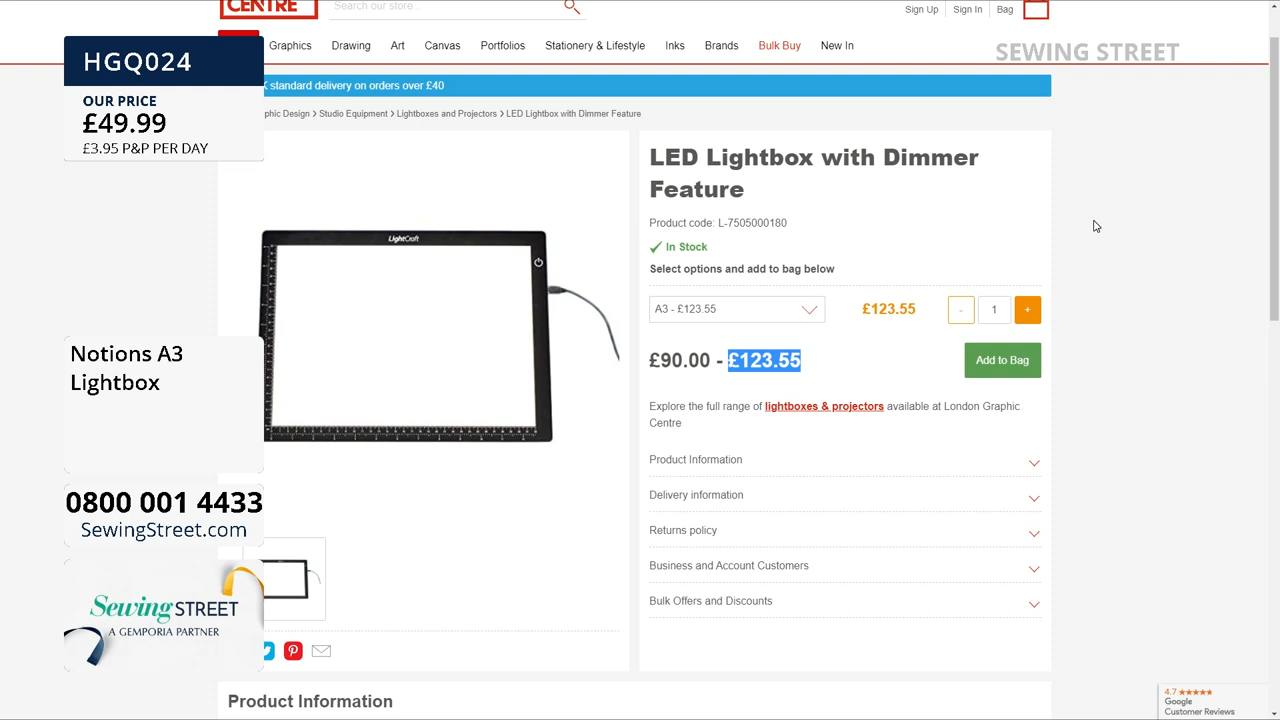 CENTRE
Search our store
Sign Up
Sign In
Bag
Graphics
Drawing
Art
Canvas
Portfolios
Stationery & Lifestyle
Inks
Brands
Bulk Buy
New In
SEWING STREET
HGQ024
OUR PRICE
£49.99
£3.95 P&P PER DAY
standard delivery on orders over £40
Design > Studio Equipment > Lightboxes and Projectors > LED Lightbox with Dimmer Feature
LightCraft
LED Lightbox with Dimmer
Feature
Product code: L-7505000180
In Stock
Select options and add to bag below
A3 - £123.55
£123.55
-
1
+
£90.00 - £123.55
Add to Bag
Explore the full range of lightboxes & projectors available at London Graphic
Centre
Product Information
Delivery information
Returns policy
Business and Account Customers
Bulk Offers and Discounts
Notions A3
Lightbox
0800 001 4433
SewingStreet.com
Sewing STREET
A GEMPORIA PARTNER
Product Information
4.7
Google
Customer Reviews